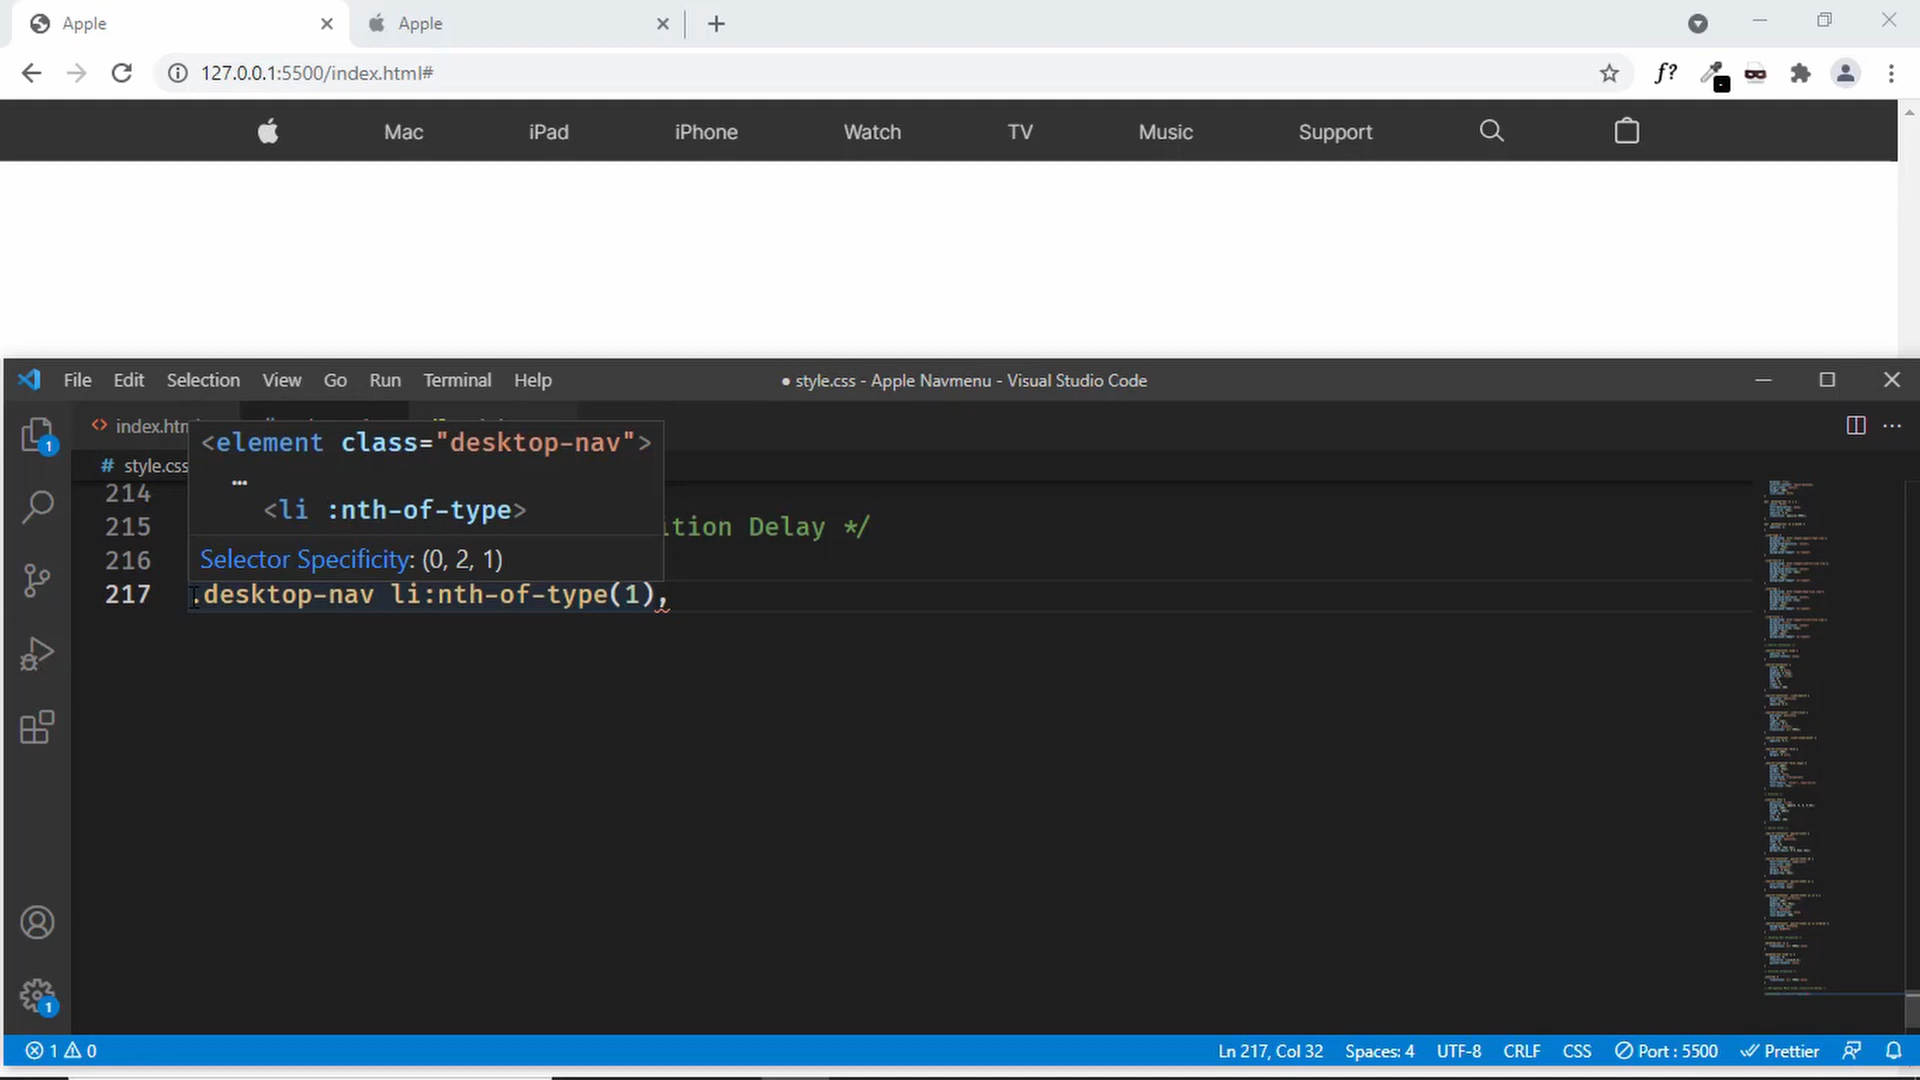 Apple
Apple
127.0.0.1:5500/index.html#
f?
Mac
iPad
iPhone
Watch
TV
Music
Support
File
Edit
Selection
View
Go
Run
Terminal
Help
● style.css - Apple Navmenu - Visual Studio Code
<> index.htm
# style.css
<element class="desktop-nav">
…
<li :nth-of-type>
Selector Specificity: (0, 2, 1)
214
215
ition Delay */
216
217
.desktop-nav li:nth-of-type(1),
1
1
1
0
Ln 217, Col 32
Spaces: 4
UTF-8
CRLF
CSS
Port : 5500
Prettier